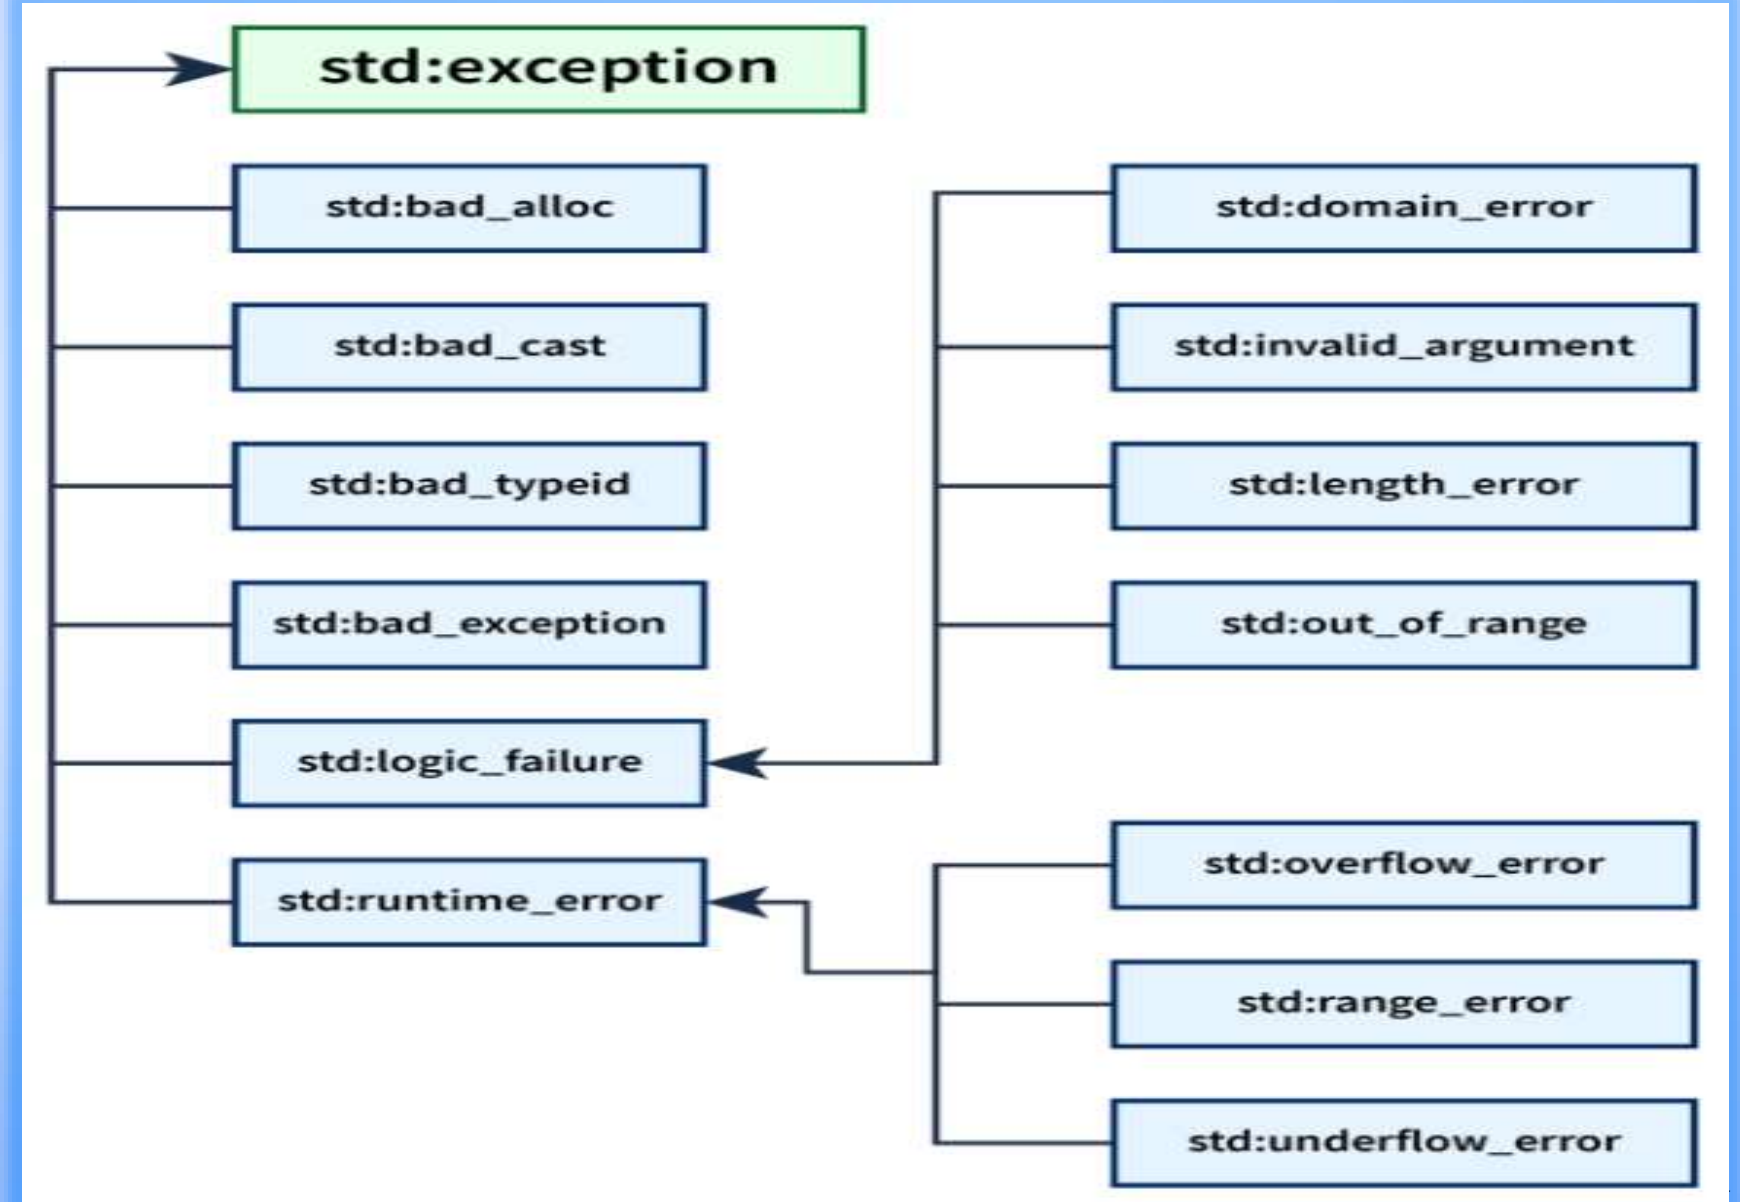 std:exception
std:bad_alloc
std:bad_cast
std:bad_typeid
std:bad_exception
std:logic_failure
std:runtime_error
std:domain_error
std:invalid_argument
std:length_error
std:out_of_range
std:overflow_error
std:range_error
std:underflow_error